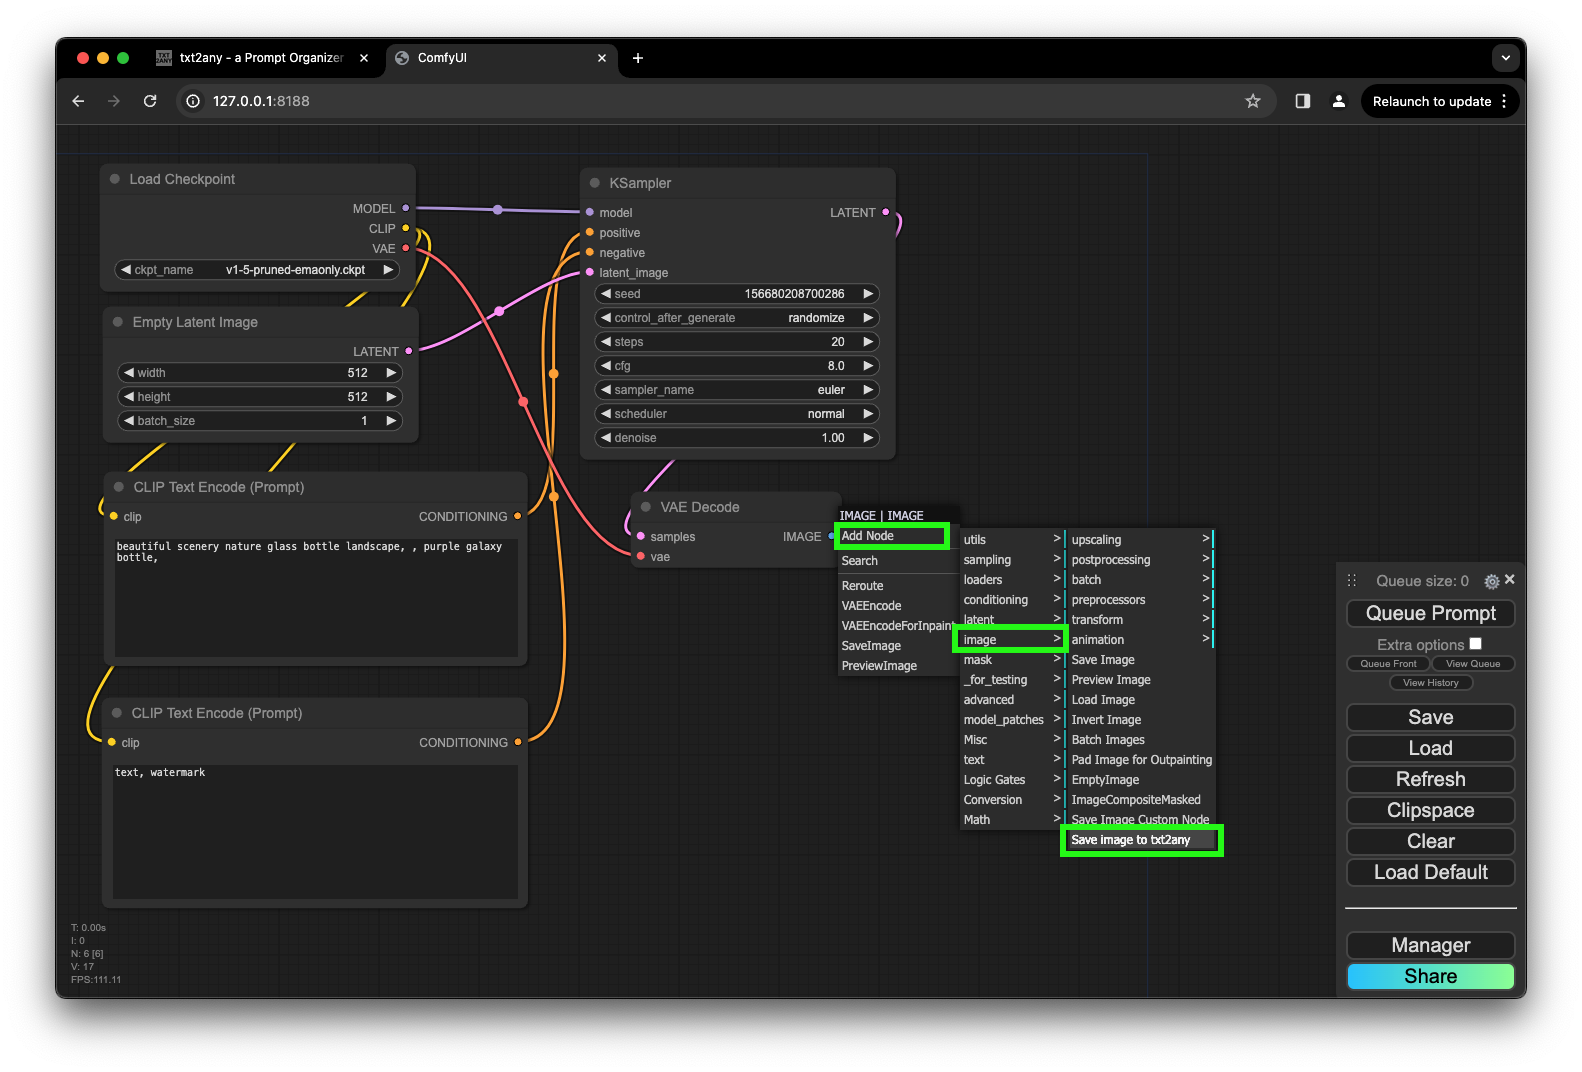 txt2any - a Prompt Organizer
ComfyUI
127.0.0.1:8188
Relaunch to update
Load Checkpoint
MODEL
CLIP
VAE
ckpt_name v1-5-pruned-emaonly.ckpt
Empty Latent Image
LATENT
width 512
height 512
batch_size 1
CLIP Text Encode (Prompt)
clip CONDITIONING
beautiful scenery nature glass bottle landscape, , purple galaxy
bottle,
CLIP Text Encode (Prompt)
clip CONDITIONING
text, watermark
T: 0.00s
I: 0
N: 6 [6]
V: 17
FPS:111.11
KSampler
model LATENT
positive
negative
latent_image
seed 156680208700286
control_after_generate randomize
steps 20
cfg 8.0
sampler_name euler
scheduler normal
denoise 1.00
VAE Decode
samples IMAGE
vae
IMAGE | IMAGE
Add Node
Search
Reroute
VAEEncode
VAEEncodeForInpaint
SaveImage
PreviewImage
utils >
sampling >
loaders >
conditioning >
latent >
image >
mask >
_for_testing >
advanced >
model_patches >
Misc >
text >
Logic Gates >
Conversion >
Math >
upscaling >
postprocessing >
batch >
preprocessors >
transform >
animation >
Save Image
Preview Image
Load Image
Invert Image
Batch Images
Pad Image for Outpainting
EmptyImage
ImageCompositeMasked
Save Image Custom Node
Save image to txt2any
Queue size: 0
Queue Prompt
Extra options
Queue Front View Queue
View History
Save
Load
Refresh
Clipspace
Clear
Load Default
Manager
Share